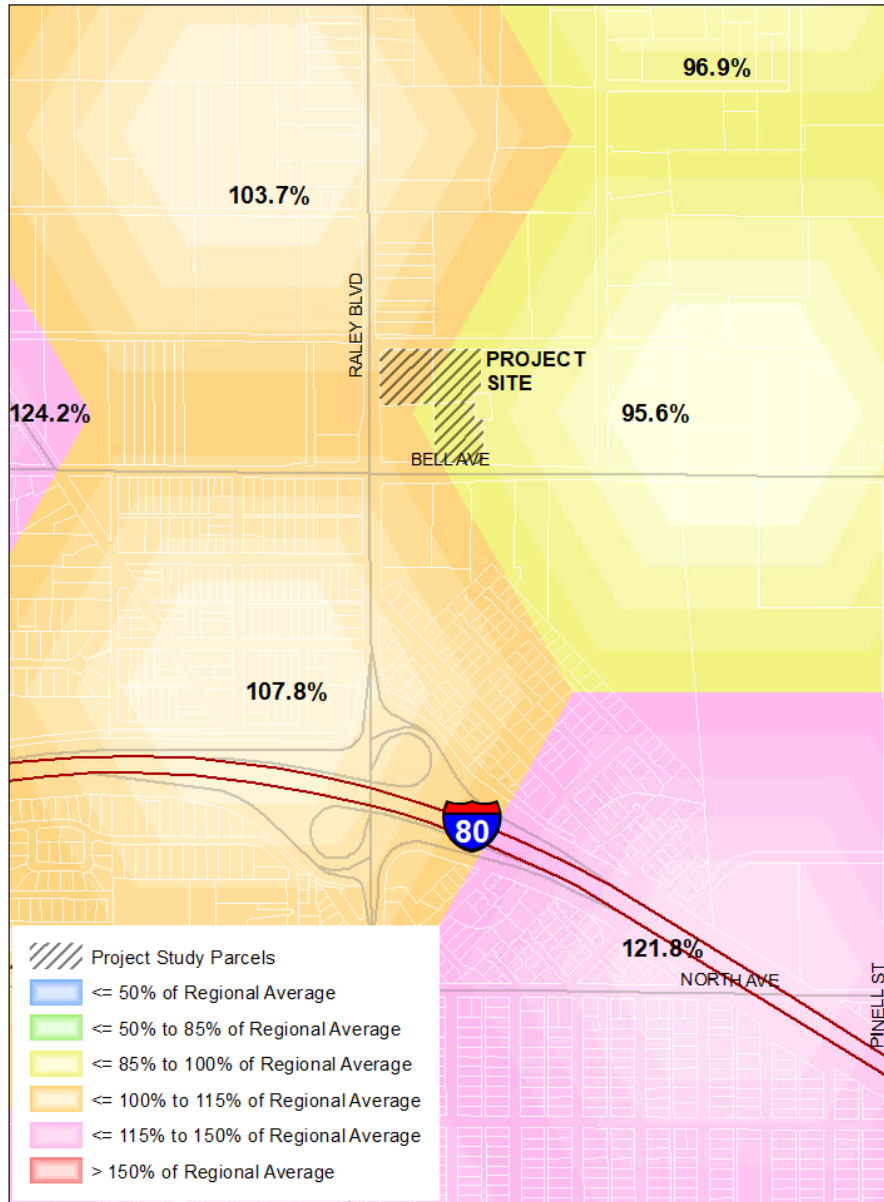 96.9%
103.7%
RALEY BLVD
PROJECT
SITE
124.2%
95.6%
BELL AVE
107.8%
80
121.8%
NORTH AVE
PINELL ST
Project Study Parcels
<= 50% of Regional Average
<= 50% to 85% of Regional Average
<= 85% to 100% of Regional Average
<= 100% to 115% of Regional Average
<= 115% to 150% of Regional Average
> 150% of Regional Average